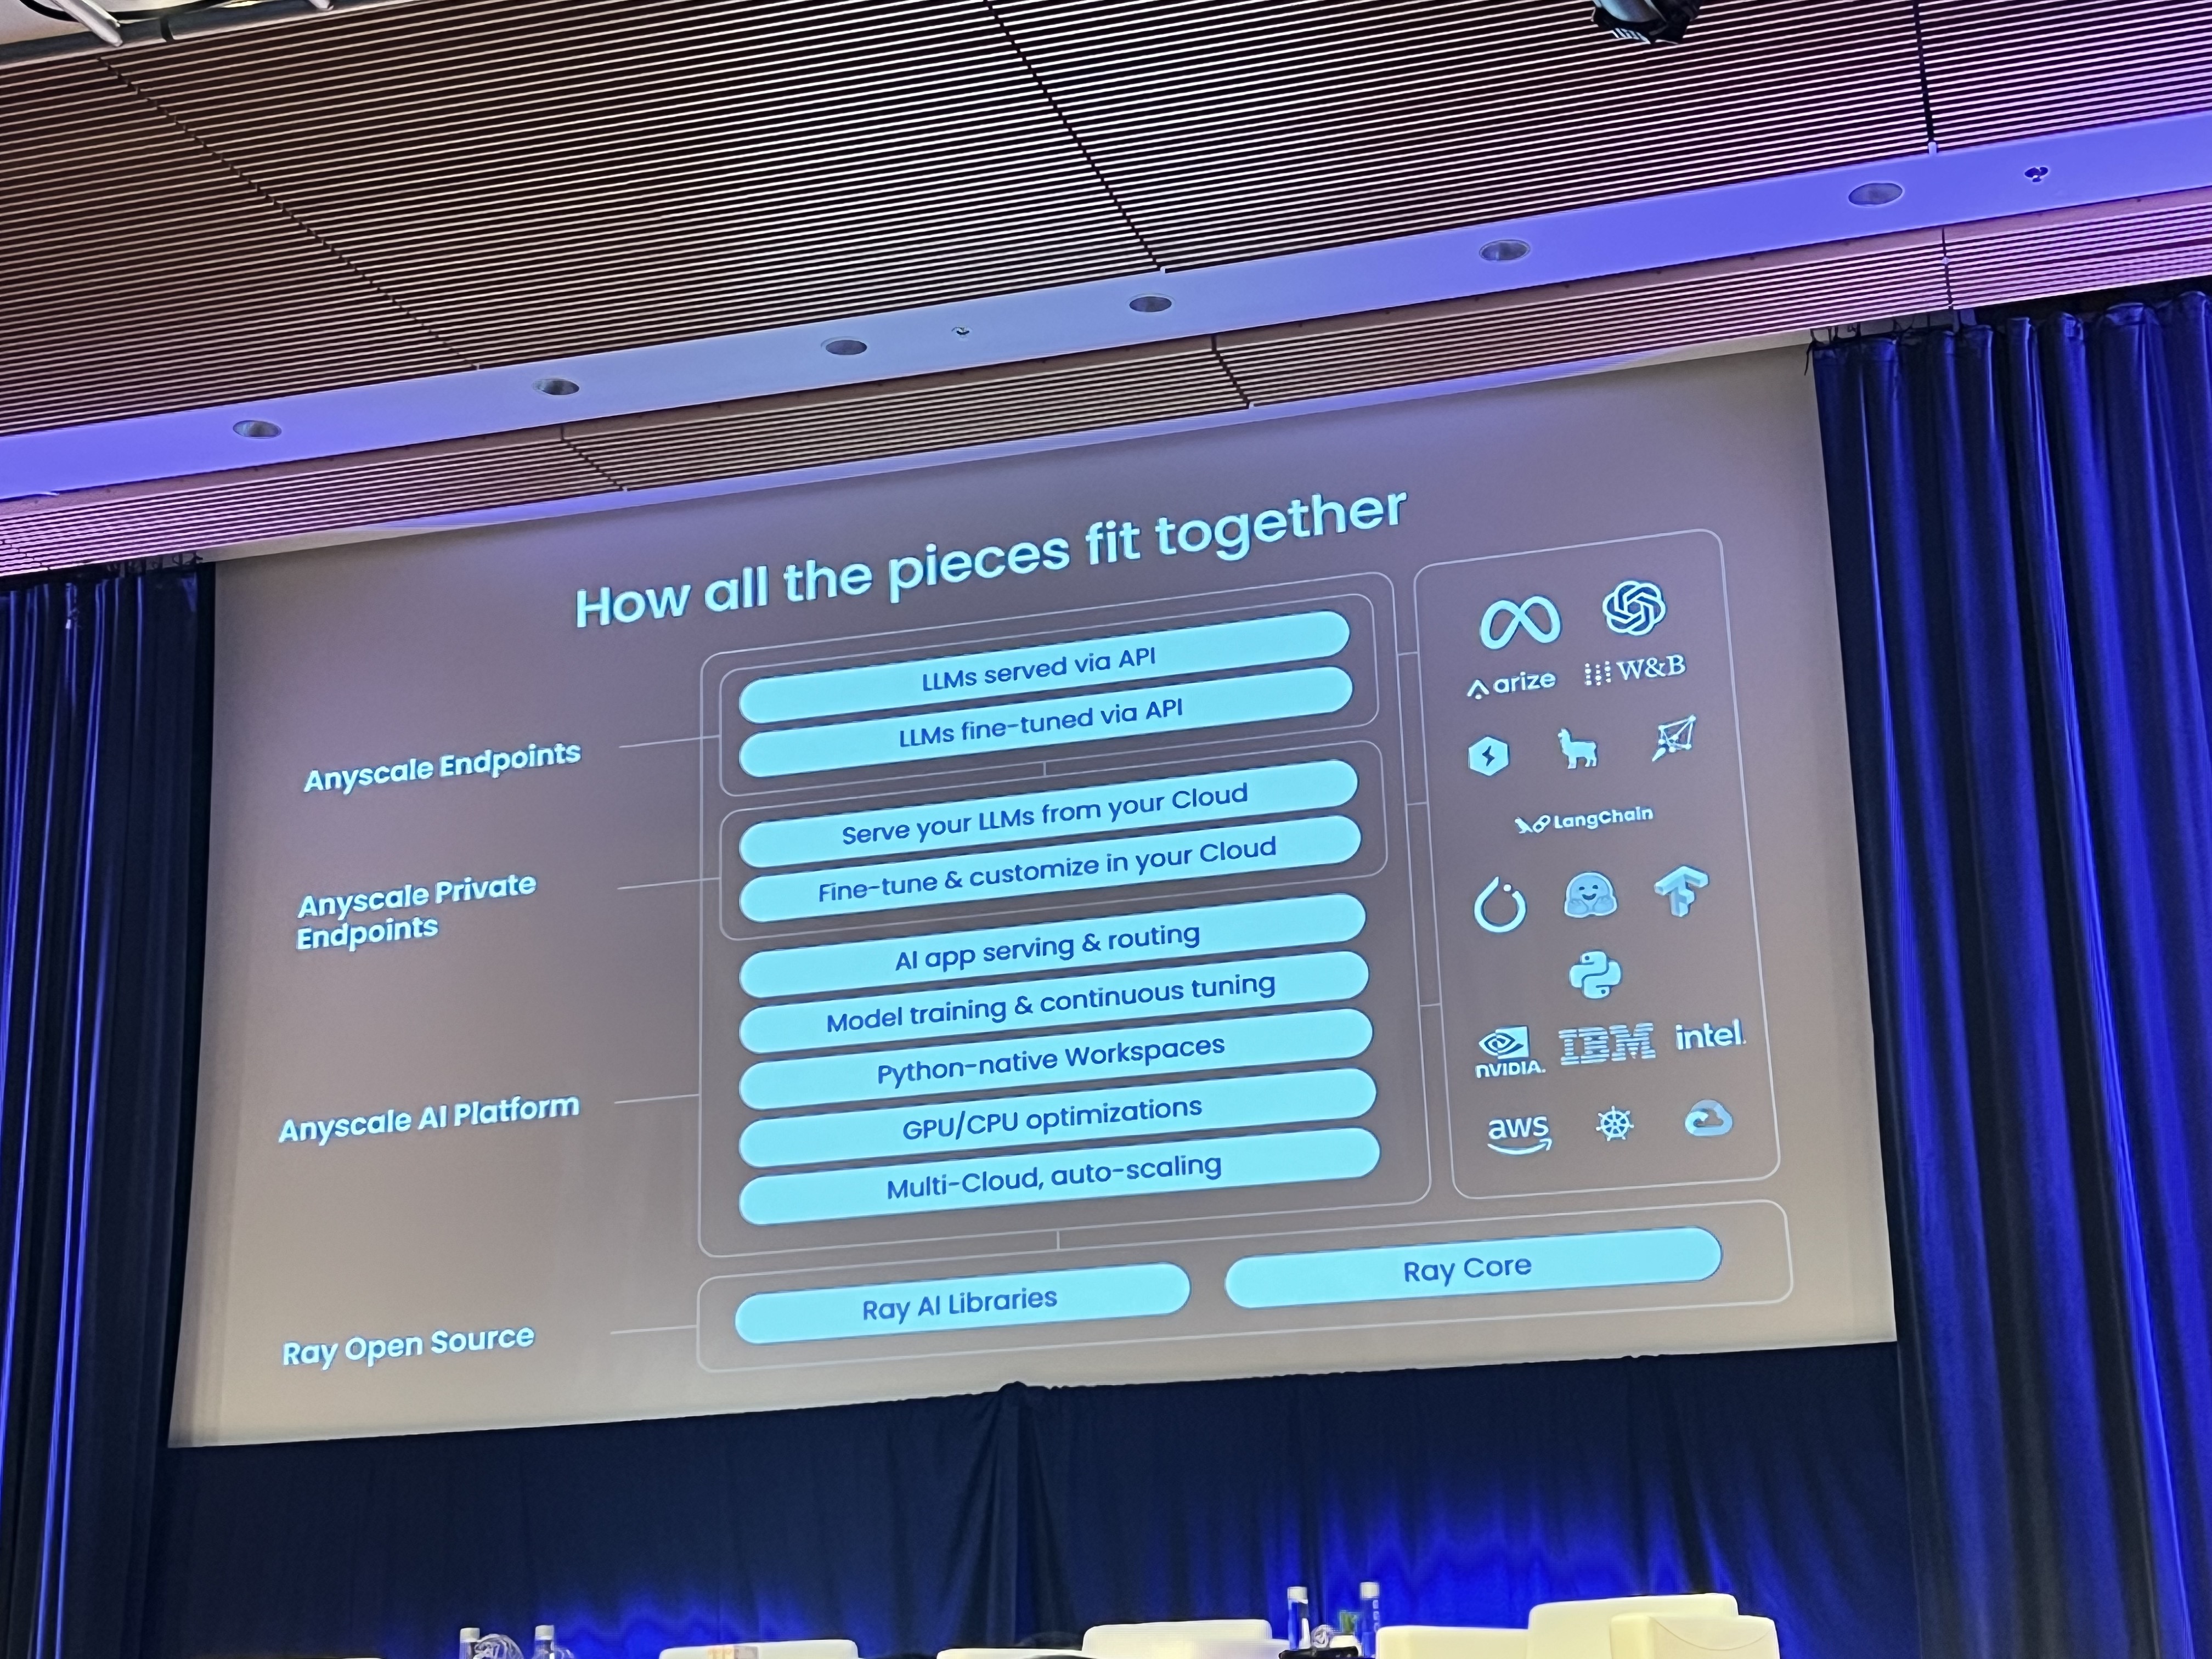 How all the pieces fit together
Anyscale Endpoints
LLMs served via API
LLMs fine-tuned via API
Anyscale Private
Endpoints
Serve your LLMs from your Cloud
Fine-tune & customize in your Cloud
Anyscale AI Platform
AI app serving & routing
Model training & continuous tuning
Python-native Workspaces
GPU/CPU optimizations
Multi-Cloud, auto-scaling
Ray Open Source
Ray AI Libraries
Ray Core
arize
W&B
LangChain
NVIDIA.
IBM
intel.
aws